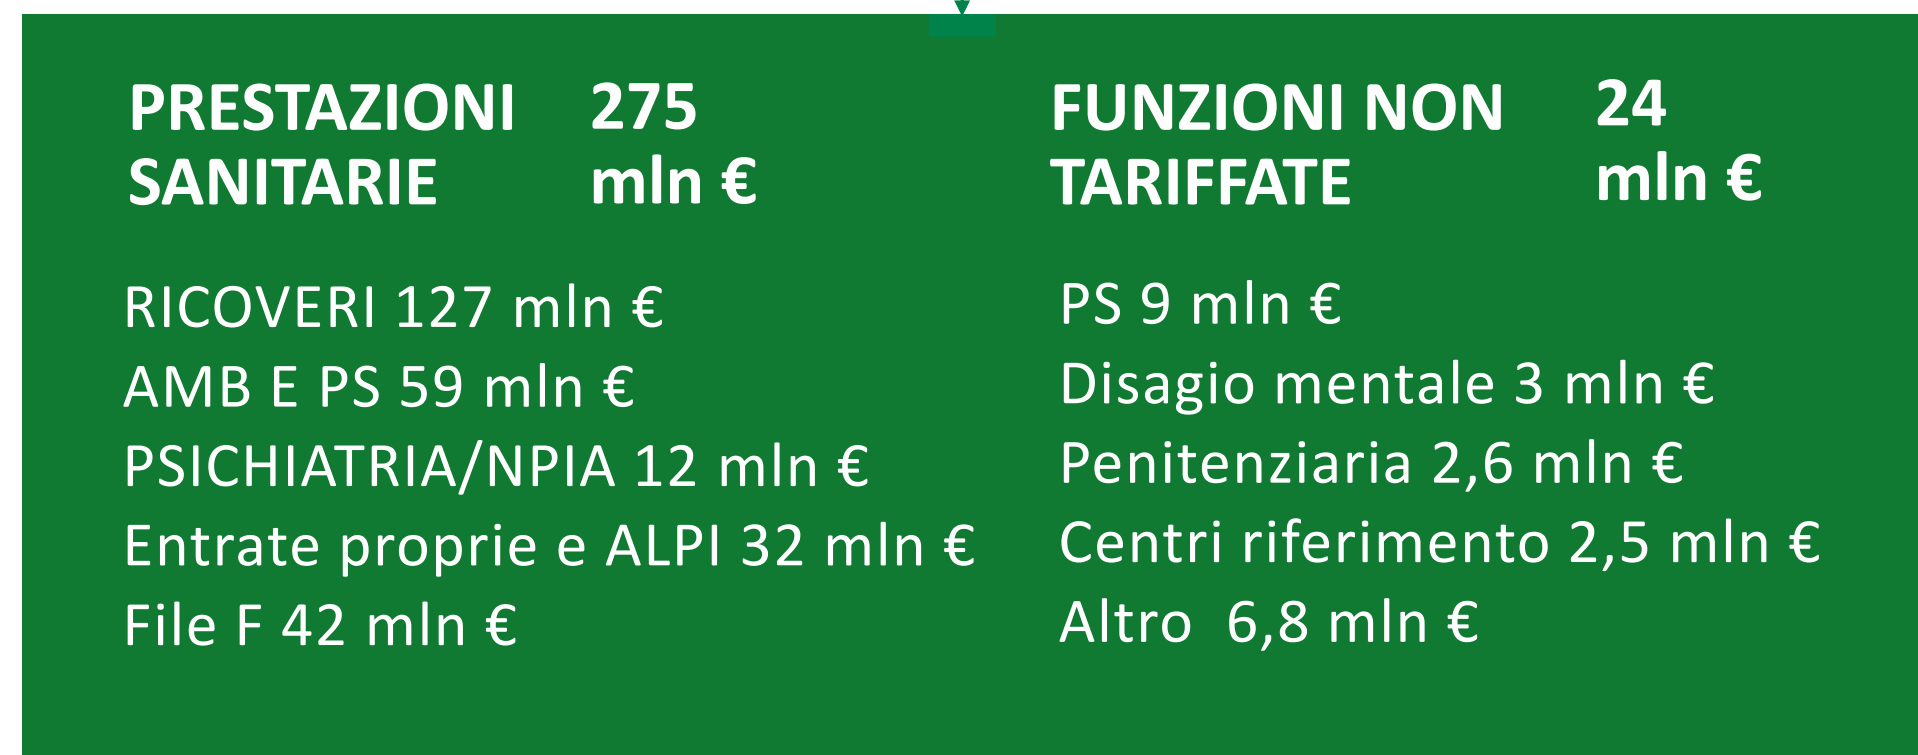 PRESTAZIONI
SANITARIE
275
mln €
RICOVERI 127 mln €
AMB E PS 59 mln €
PSICHIATRIA/NPIA 12 mln €
Entrate proprie e ALPI 32 mln €
File F 42 mln €
FUNZIONI NON
TARIFFATE
24
mln €
PS 9 mln €
Disagio mentale 3 mln €
Penitenziaria 2,6 mln €
Centri riferimento 2,5 mln €
Altro  6,8 mln €